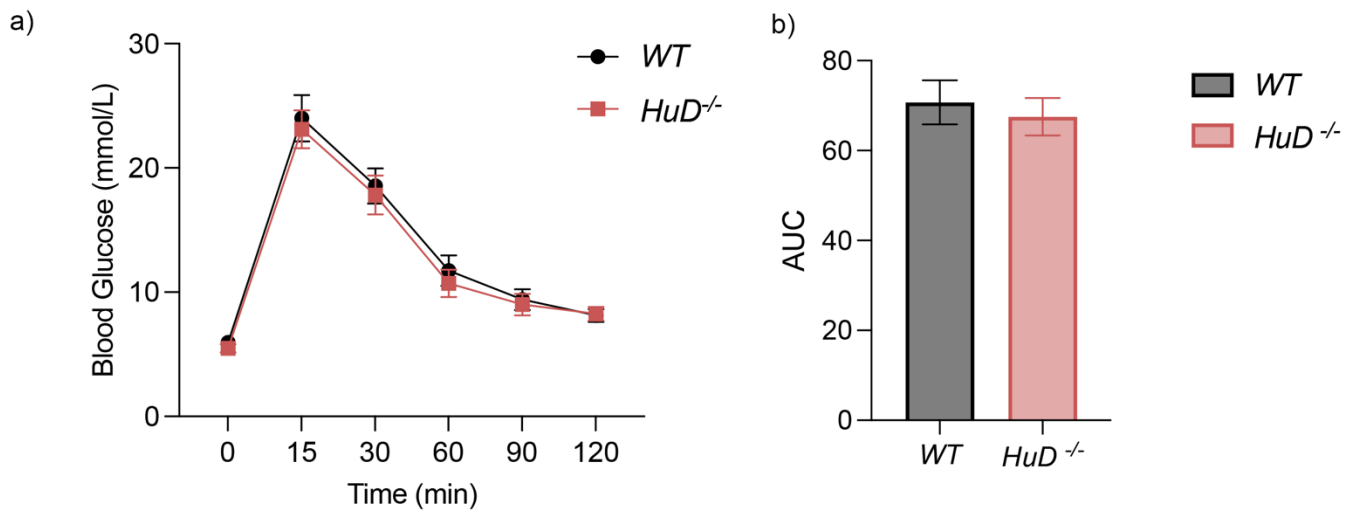 a)
Blood Glucose (mmol/L)
30
20
10
0
0 15 30 60 90 120
Time (min)
WT
HuD-/-
b)
AUC
80
60
40
20
0
WT HuD -/-
WT
HuD -/-